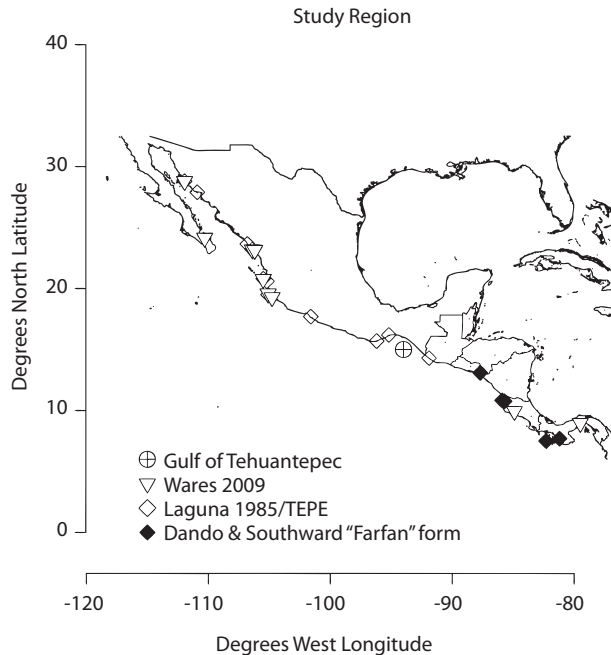 Study Region
Degrees North Latitude
40
30
20
10
0
Gulf of Tehuantepec
Wares 2009
Laguna 1985/TEPE
Dando & Southward “Farfan” form
-120 -110 -100 -90 -80
Degrees West Longitude